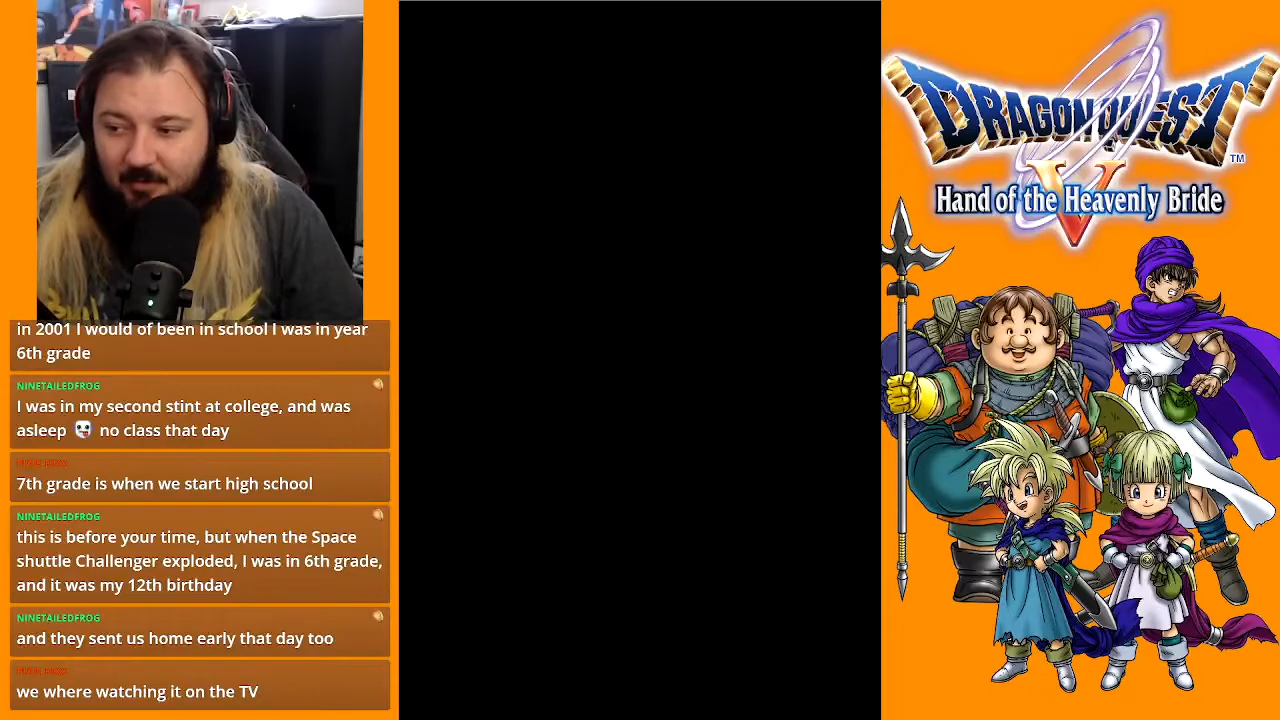 in 2001 I would of been in school I was in year
6th grade
NINETAILEDFROG
I was in my second stint at college, and was
asleep no class that day
7th grade is when we start high school
NINETAILEDFROG
this is before your time, but when the Space
shuttle Challenger exploded, I was in 6th grade,
and it was my 12th birthday
NINETAILEDFROG
and they sent us home early that day too
we where watching it on the TV
DRAGON QUEST
TM
V
Hand of the Heavenly Bride